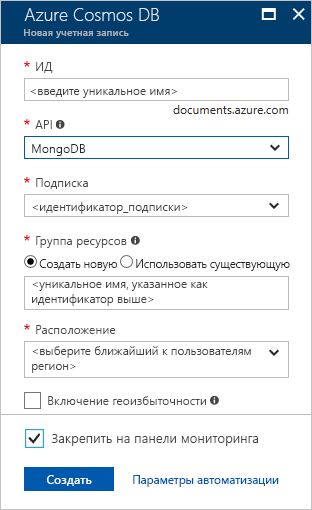 Azure Cosmos DB
Новая учетная запись
* ИД
<введите уникальное имя>
documents.azure.com
* API
MongoDB
* Подписка
<идентификатор_подписки>
* Группа ресурсов
Создать новую Использовать существующую
<уникальное имя, указанное как
идентификатор выше>
* Расположение
<выберите ближайший к пользователям
регион>
Включение геоизбыточности
Закрепить на панели мониторинга
Создать Параметры автоматизации